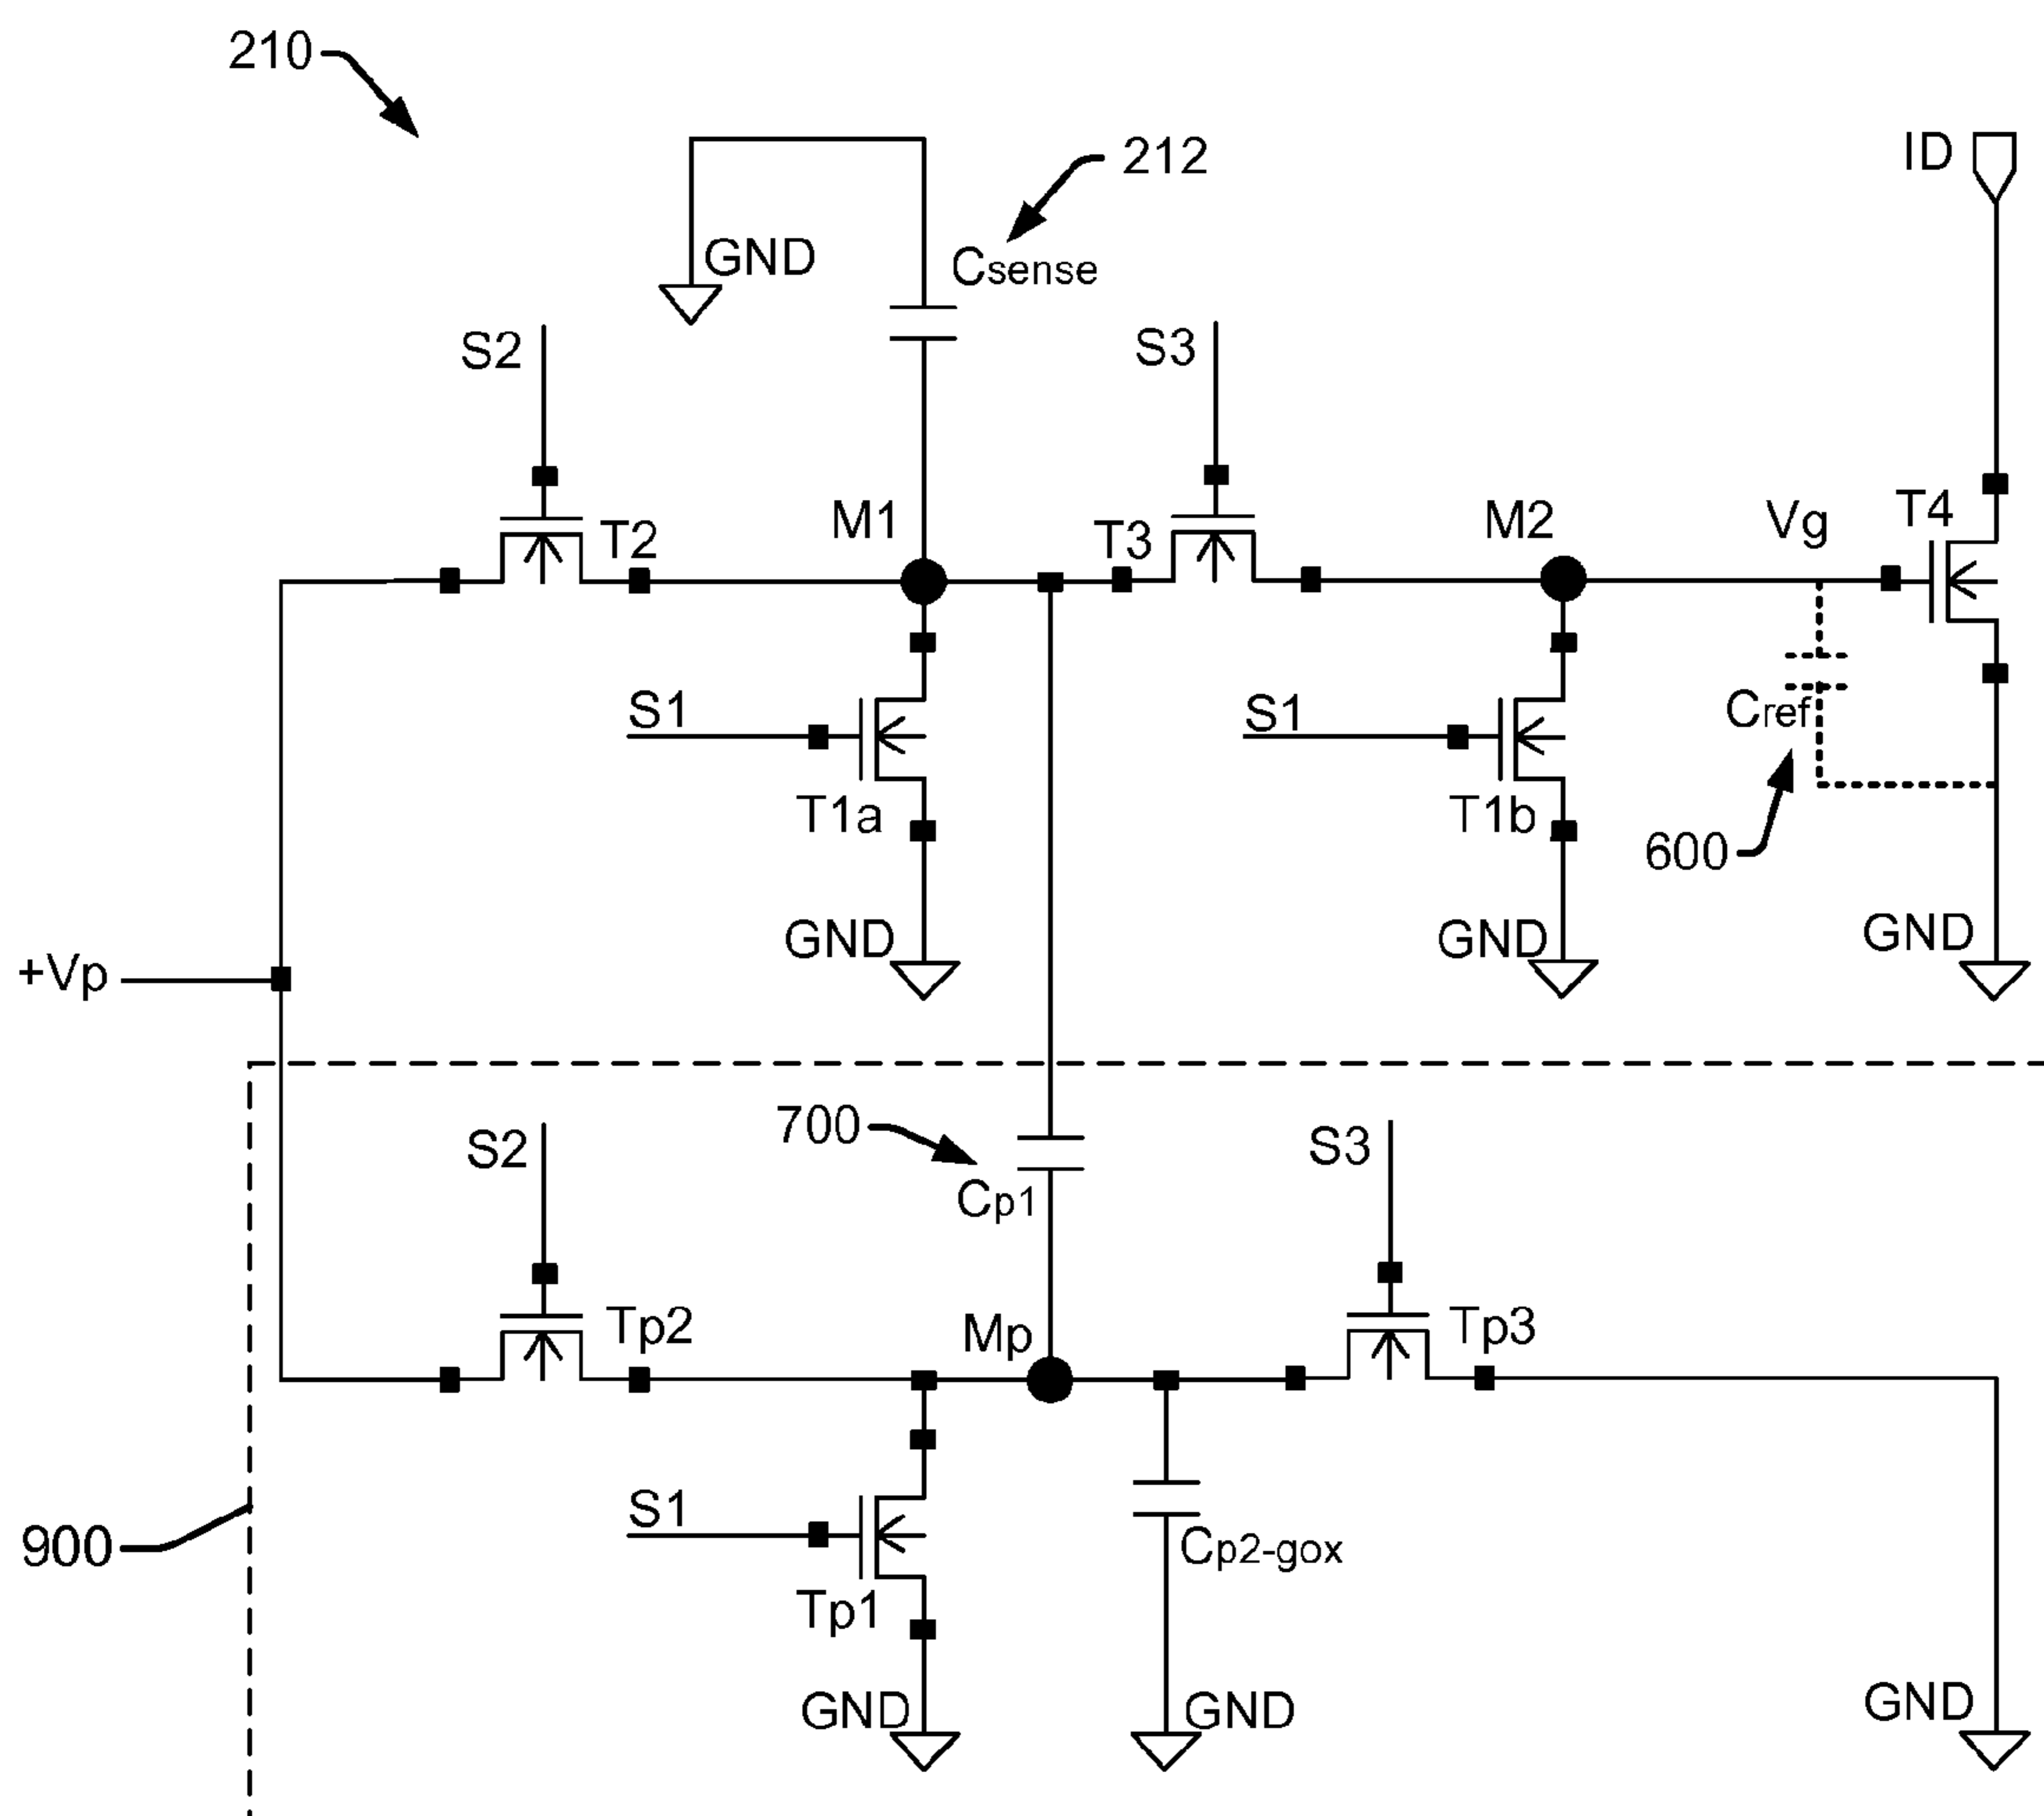 210
212
ID
GND
Csense
S2
S3
M1
M2
Vg
T4
T2
T3
S1
S1
Cref
T1a
T1b
600
GND
GND
GND
+Vp
700
S2
S3
Cp1
Tp2
Mp
Tp3
S1
900
Cp2-gox
Tp1
GND
GND
GND